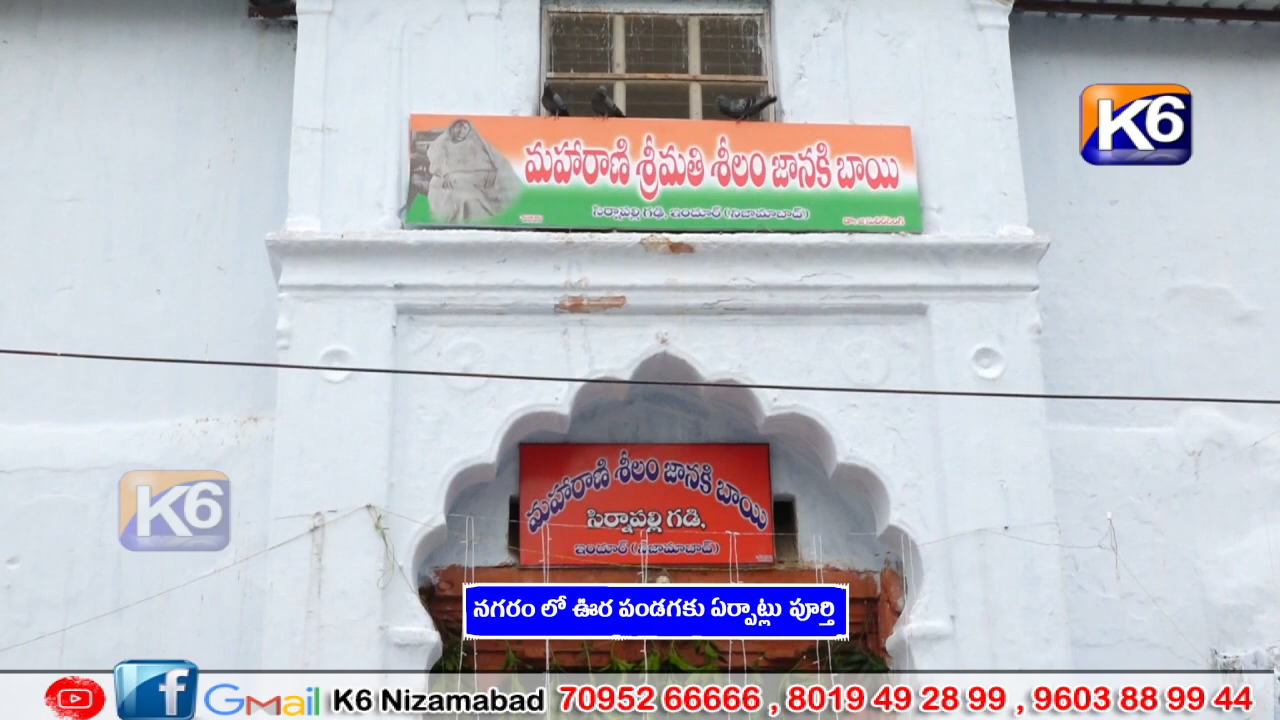 K6
మహారాణి శ్రీమతి శీలం జానకి బాయి
సిర్నాపల్లి గఢి, ఇందూర్ (నిజామాబాద్)
మహారాణి శీలం జానకి బాయి
సిర్నాపల్లి గడి,
ఇందూర్ (నిజామాబాద్)
K6
నగరం లో ఊర పండగకు ఏర్పాట్లు పూర్తి
f Gmail K6 Nizamabad 70952 66666 , 8019 49 28 99 , 9603 88 99 44